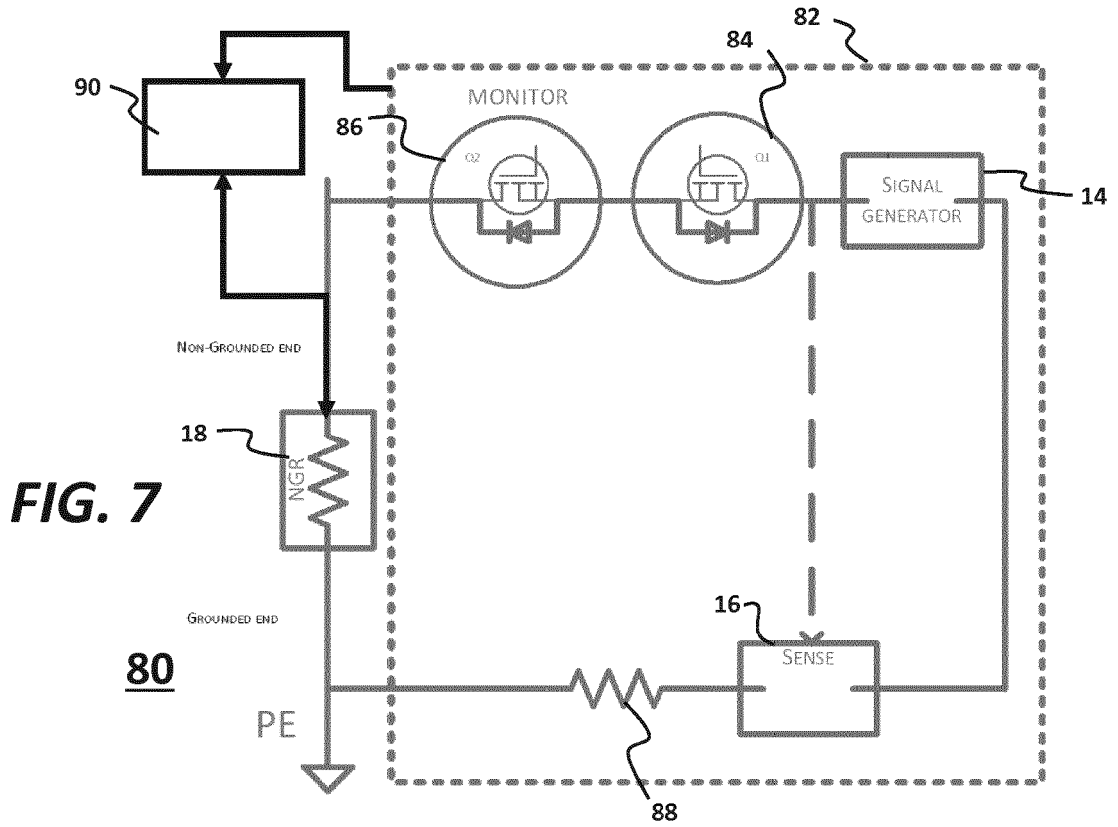 82
84
90
MONITOR
86
Q2
Q1
SIGNAL
GENERATOR
14
NON-GROUNDED END
18
NGR
FIG. 7
16
GROUNDED END
SENSE
80
PE
88